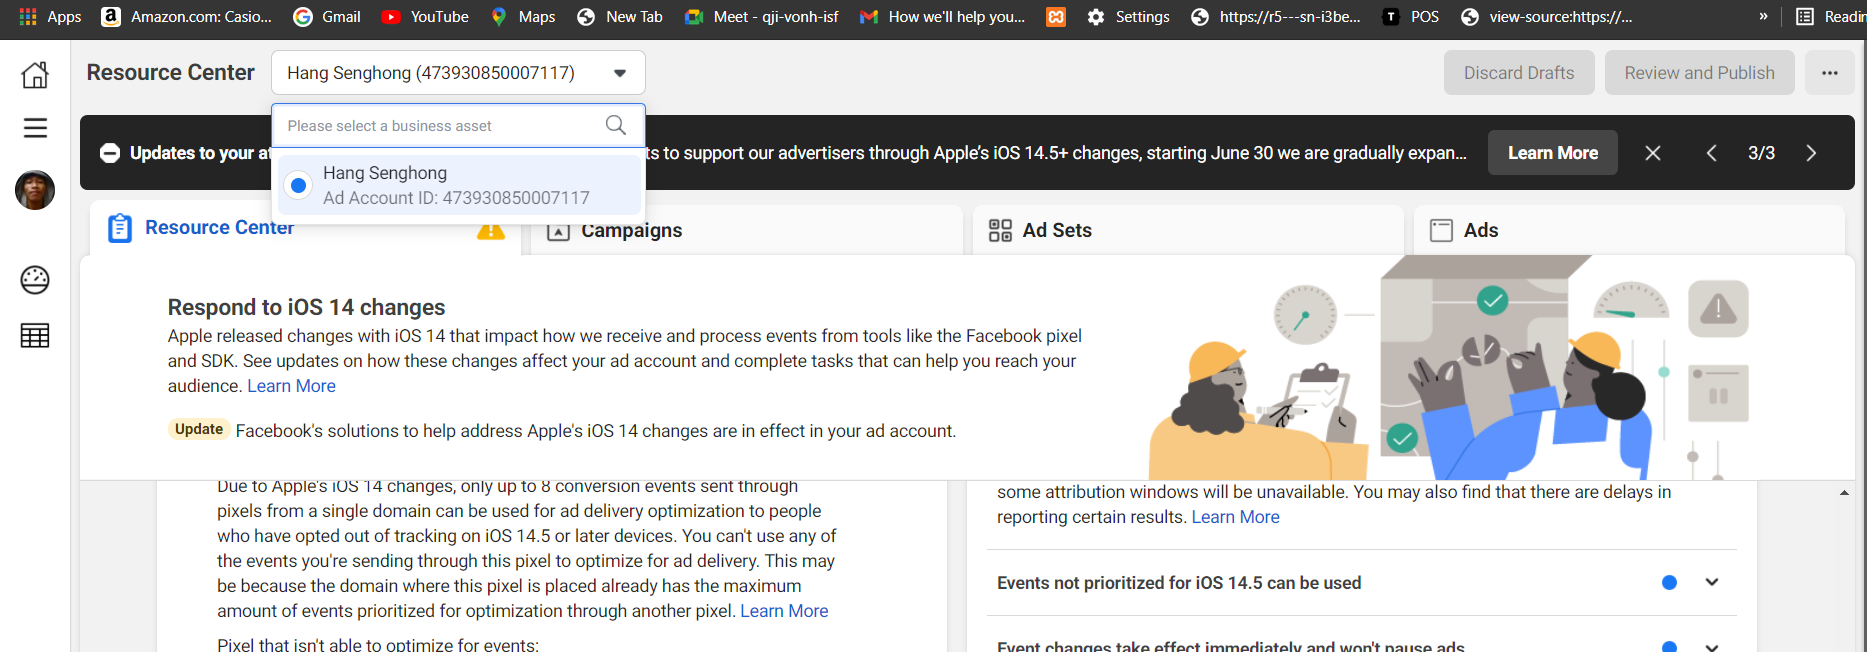 Apps
Amazon.com: Casio...
Gmail
YouTube
Maps
New Tab
Meet - qji-vonh-isf
How we'll help you...
Settings
https://r5---sn-i3be...
POS
view-source:https://...
»
Readin
Resource Center
Hang Senghong (473930850007117)
Discard Drafts
Review and Publish
Please select a business asset
Hang Senghong
Ad Account ID: 473930850007117
Updates to your a
ts to support our advertisers through Apple’s iOS 14.5+ changes, starting June 30 we are gradually expan...
Learn More
3/3
Resource Center
Campaigns
Ad Sets
Ads
Respond to iOS 14 changes
Apple released changes with iOS 14 that impact how we receive and process events from tools like the Facebook pixel
and SDK. See updates on how these changes affect your ad account and complete tasks that can help you reach your
audience. Learn More
Update Facebook's solutions to help address Apple's iOS 14 changes are in effect in your ad account.
Due to Apple's iOS 14 changes, only up to 8 conversion events sent through
pixels from a single domain can be used for ad delivery optimization to people
who have opted out of tracking on iOS 14.5 or later devices. You can't use any of
the events you're sending through this pixel to optimize for ad delivery. This may
be because the domain where this pixel is placed already has the maximum
amount of events prioritized for optimization through another pixel. Learn More
Pixel that isn't able to optimize for events:
some attribution windows will be unavailable. You may also find that there are delays in
reporting certain results. Learn More
Events not prioritized for iOS 14.5 can be used
Event changes take effect immediately and won't pause ads